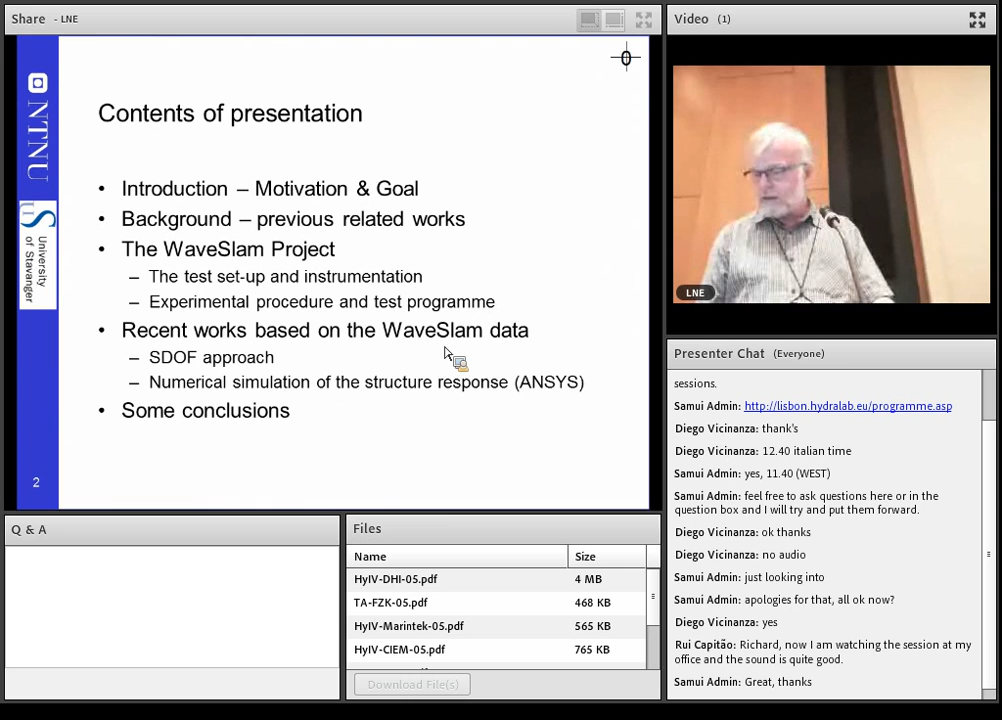 Share - LNE
NTNU
University
of Stavanger
Contents of presentation
• Introduction – Motivation & Goal
• Background – previous related works
• The WaveSlam Project
– The test set-up and instrumentation
– Experimental procedure and test programme
• Recent works based on the WaveSlam data
– SDOF approach
– Numerical simulation of the structure response (ANSYS)
• Some conclusions
2
Video (1)
LNE
Presenter Chat (Everyone)
sessions.
Samui Admin: http://lisbon.hydralab.eu/programme.asp
Diego Vicinanza: thank's
Diego Vicinanza: 12.40 italian time
Samui Admin: yes, 11.40 (WEST)
Samui Admin: feel free to ask questions here or in the
question box and I will try and put them forward.
Diego Vicinanza: ok thanks
Diego Vicinanza: no audio
Samui Admin: just looking into
Samui Admin: apologies for that, all ok now?
Diego Vicinanza: yes
Rui Capitão: Richard, now I am watching the session at my
office and the sound is quite good.
Samui Admin: Great, thanks
Q & A
Files
Name Size
HyIV-DHI-05.pdf 4 MB
TA-FZK-05.pdf 468 KB
HyIV-Marintek-05.pdf 565 KB
HyIV-CIEM-05.pdf 765 KB
Download File(s)